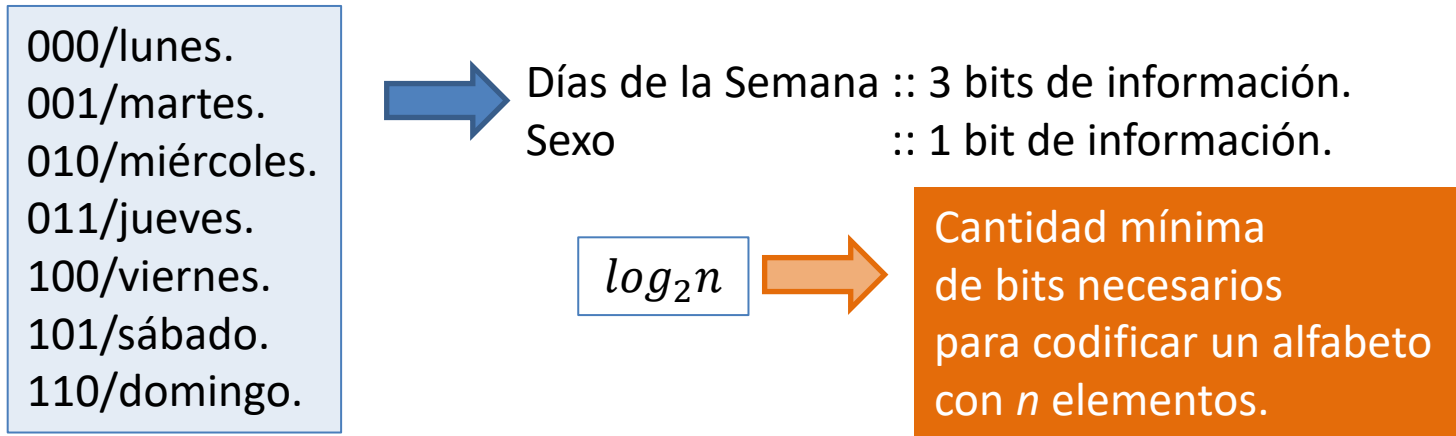 000/lunes.
001/martes.
010/miércoles.
011/jueves.
100/viernes.
101/sábado.
110/domingo.
Días de la Semana :: 3 bits de información.
Sexo :: 1 bit de información.
log₂n
Cantidad mínima
de bits necesarios
para codificar un alfabeto
con n elementos.